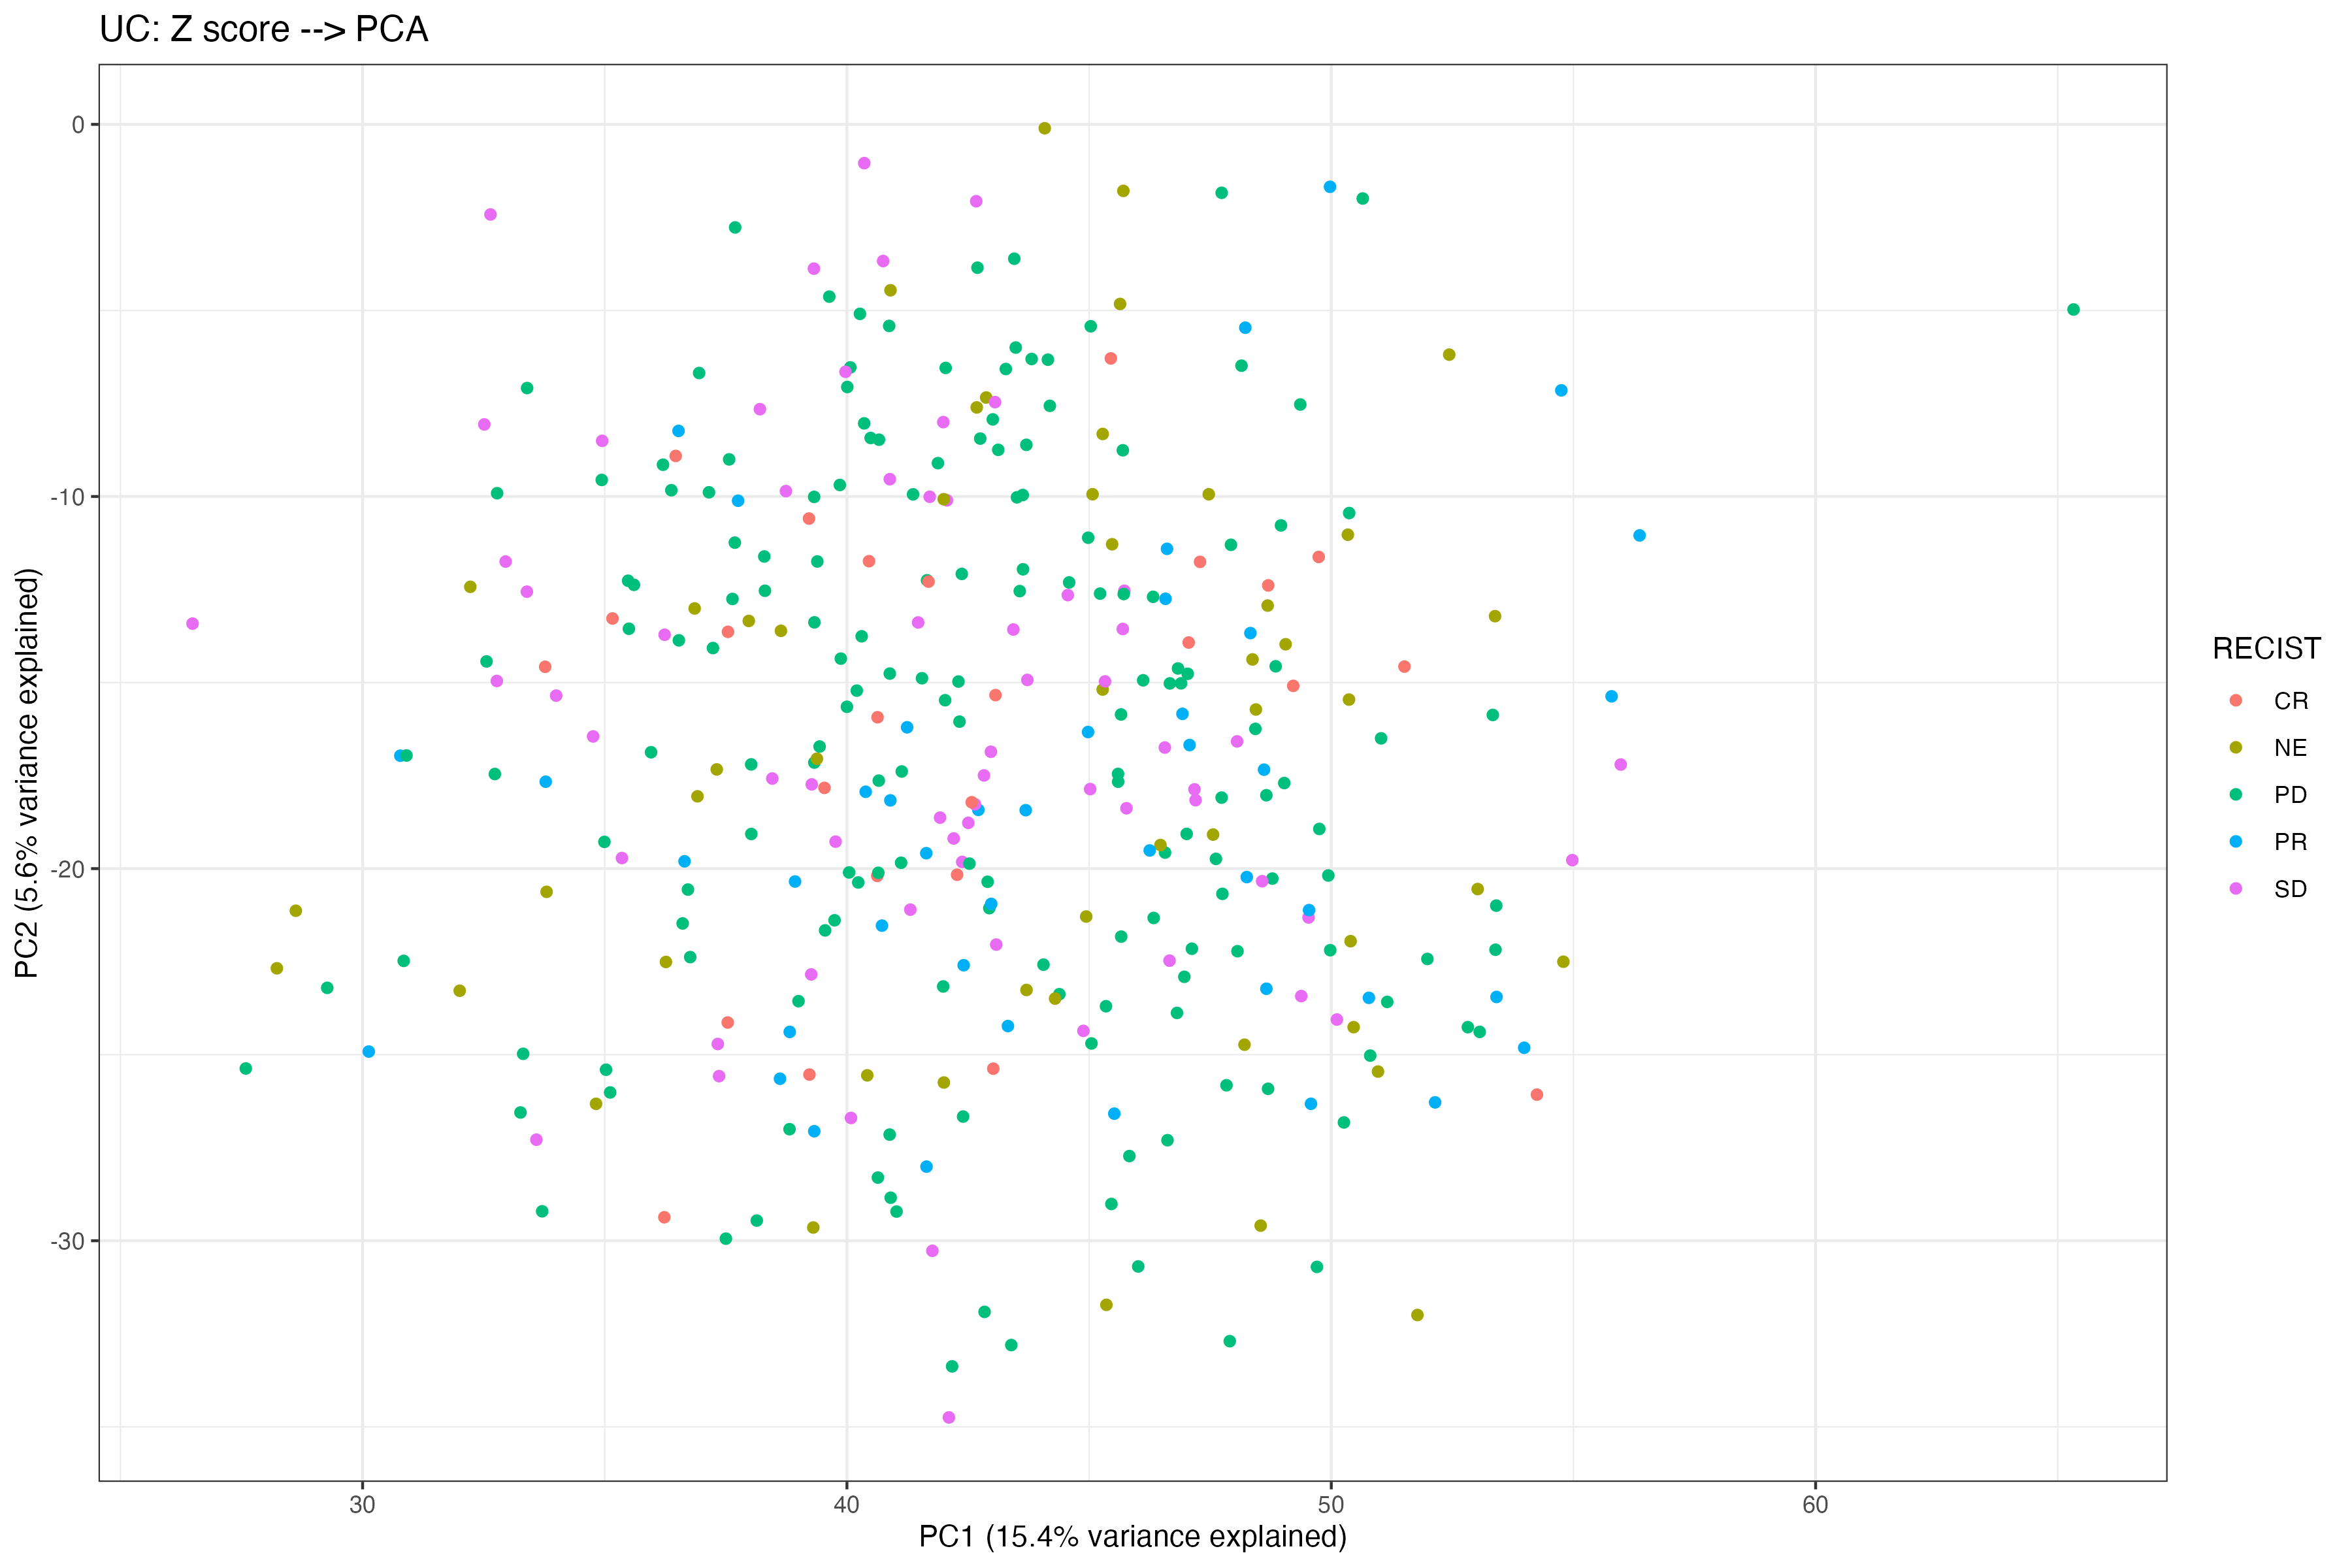 UC: Z score --> PCA
0
-10
-20
-30
PC2 (5.6% variance explained)
30
40
50
60
PC1 (15.4% variance explained)
RECIST
CR
NE
PD
PR
SD